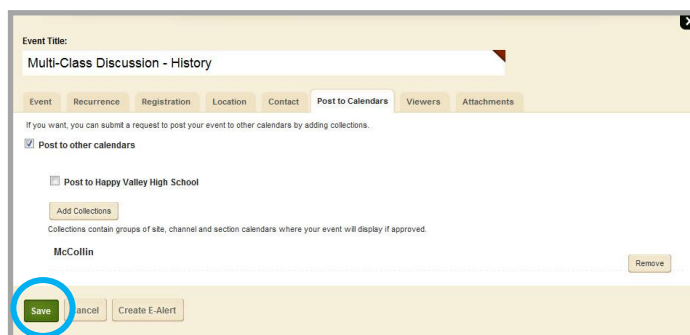 Event Title:
Multi-Class Discussion - History
Event Recurrence Registration Location Contact Post to Calendars Viewers Attachments
If you want, you can submit a request to post your event to other calendars by adding collections.
Post to other calendars
Post to Happy Valley High School
Add Collections
Collections contain groups of site, channel and section calendars where your event will display if approved.
McCollin
Remove
Save Cancel Create E-Alert